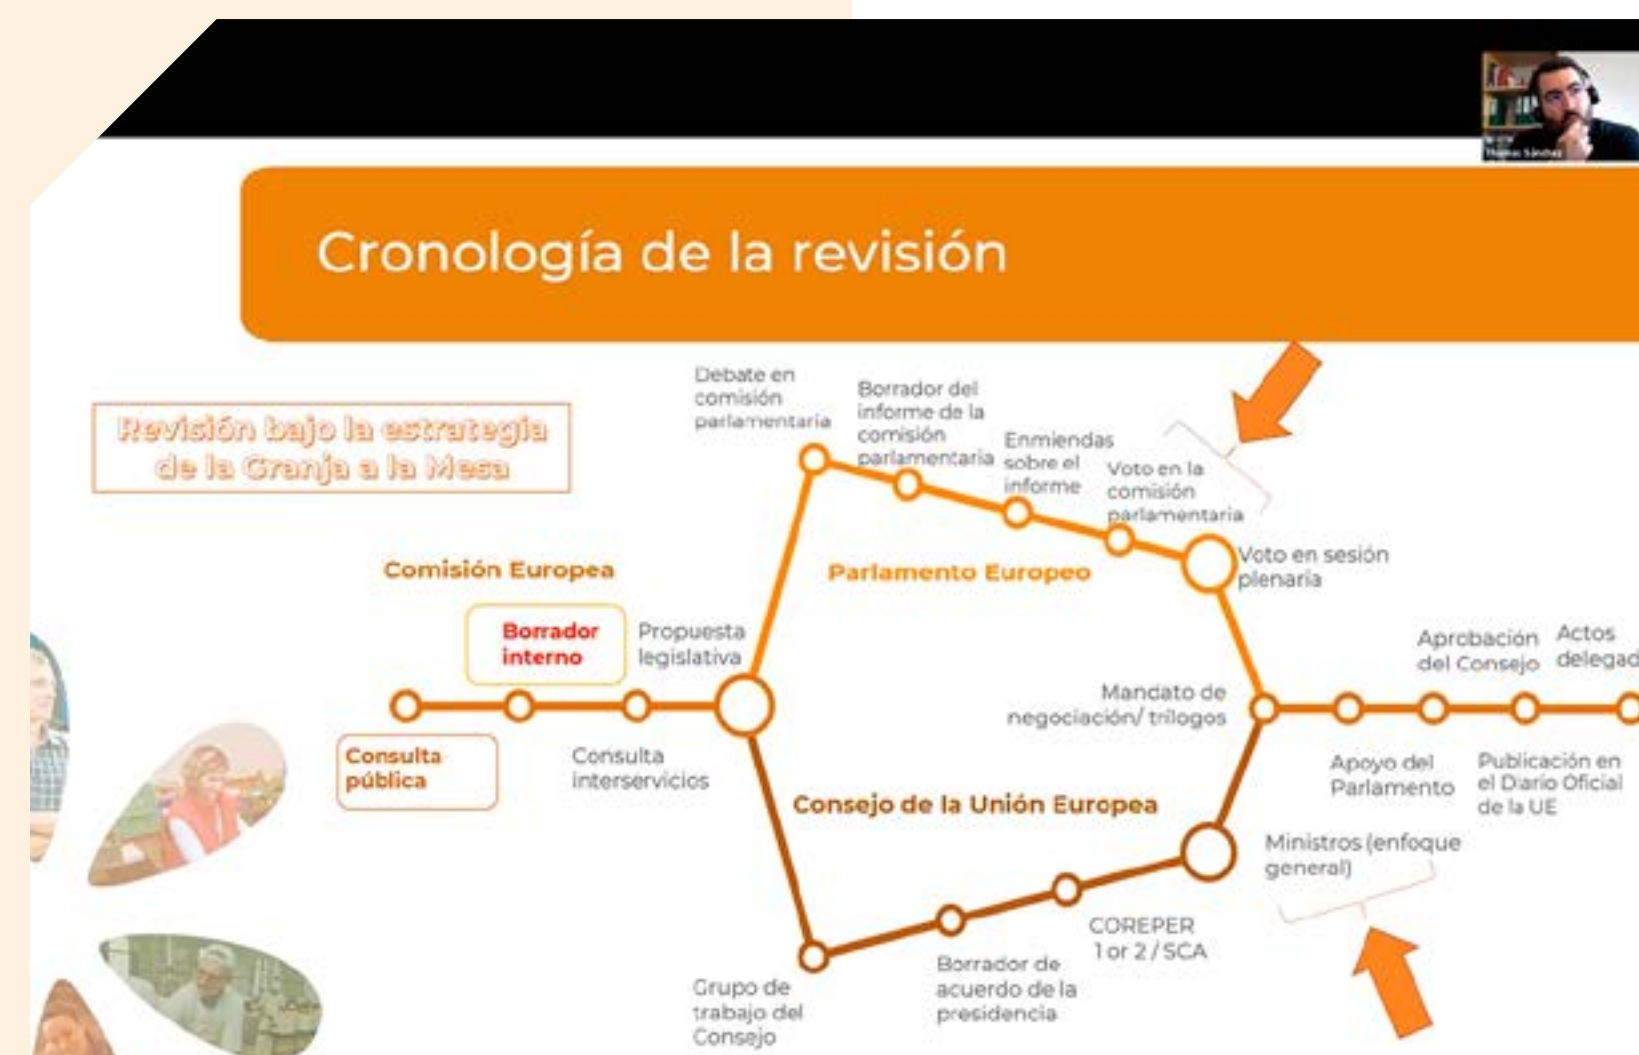 Thomas Sánchez
Cronología de la revisión
Revisión bajo la estrategia
de la Granja a la Mesa
Debate en
comisión
parlamentaria
Borrador del
informe de la
comisión
parlamentaria
Enmiendas
sobre el
informe
Voto en la
comisión
parlamentaria
Voto en sesión
plenaria
Comisión Europea
Parlamento Europeo
Borrador
interno
Propuesta
legislativa
Consulta
pública
Consulta
interservicios
Mandato de
negociación/ trílogos
Aprobación
del Consejo
Actos
delegad
Apoyo del
Parlamento
Publicación en
el Diario Oficial
de la UE
Consejo de la Unión Europea
Ministros (enfoque
general)
COREPER
1 or 2 / SCA
Borrador de
acuerdo de la
presidencia
Grupo de
trabajo del
Consejo